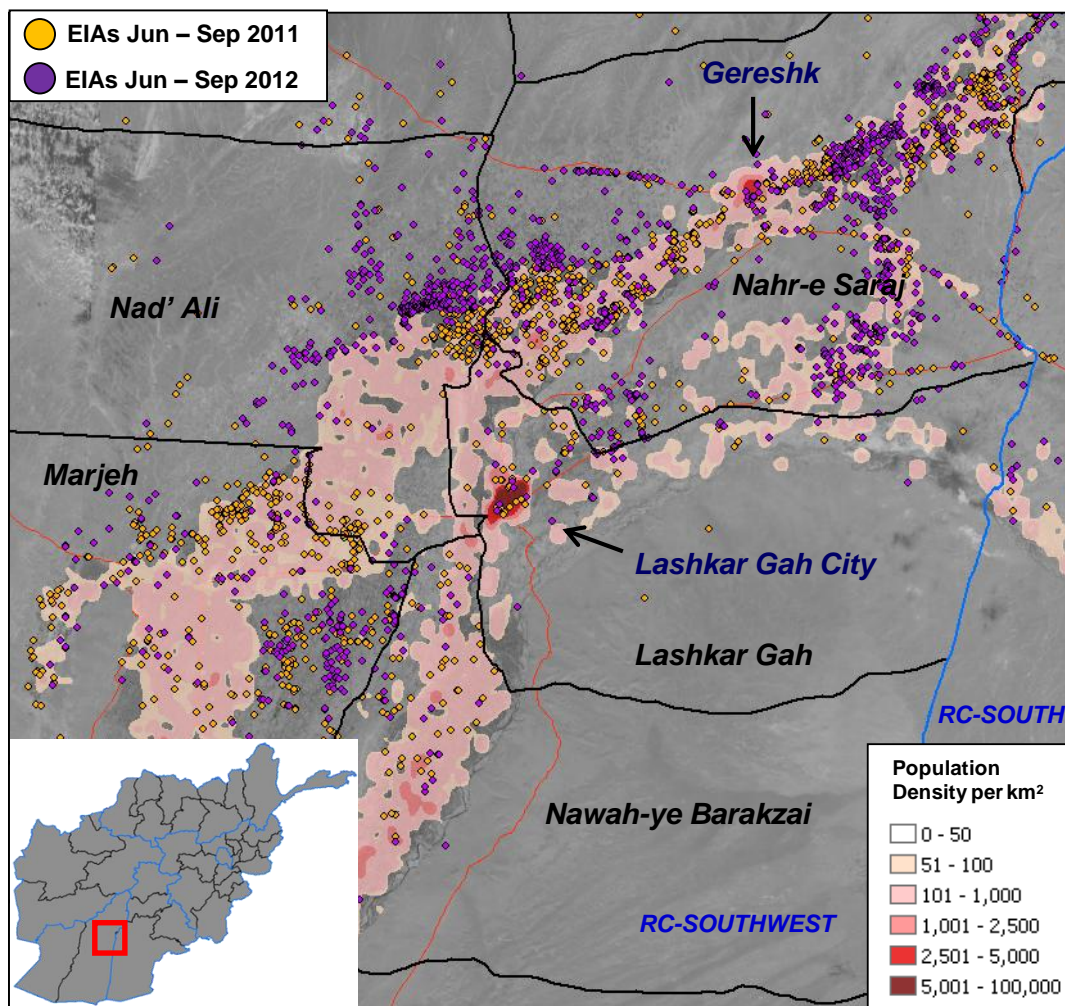 EIAs Jun – Sep 2011
EIAs Jun – Sep 2012
Gereshk
Nad' Ali
Nahr-e Saraj
Marjeh
Lashkar Gah City
Lashkar Gah
RC-SOUTH
Nawah-ye Barakzai
RC-SOUTHWEST
Population
Density per km²
0 - 50
51 - 100
101 - 1,000
1,001 - 2,500
2,501 - 5,000
5,001 - 100,000